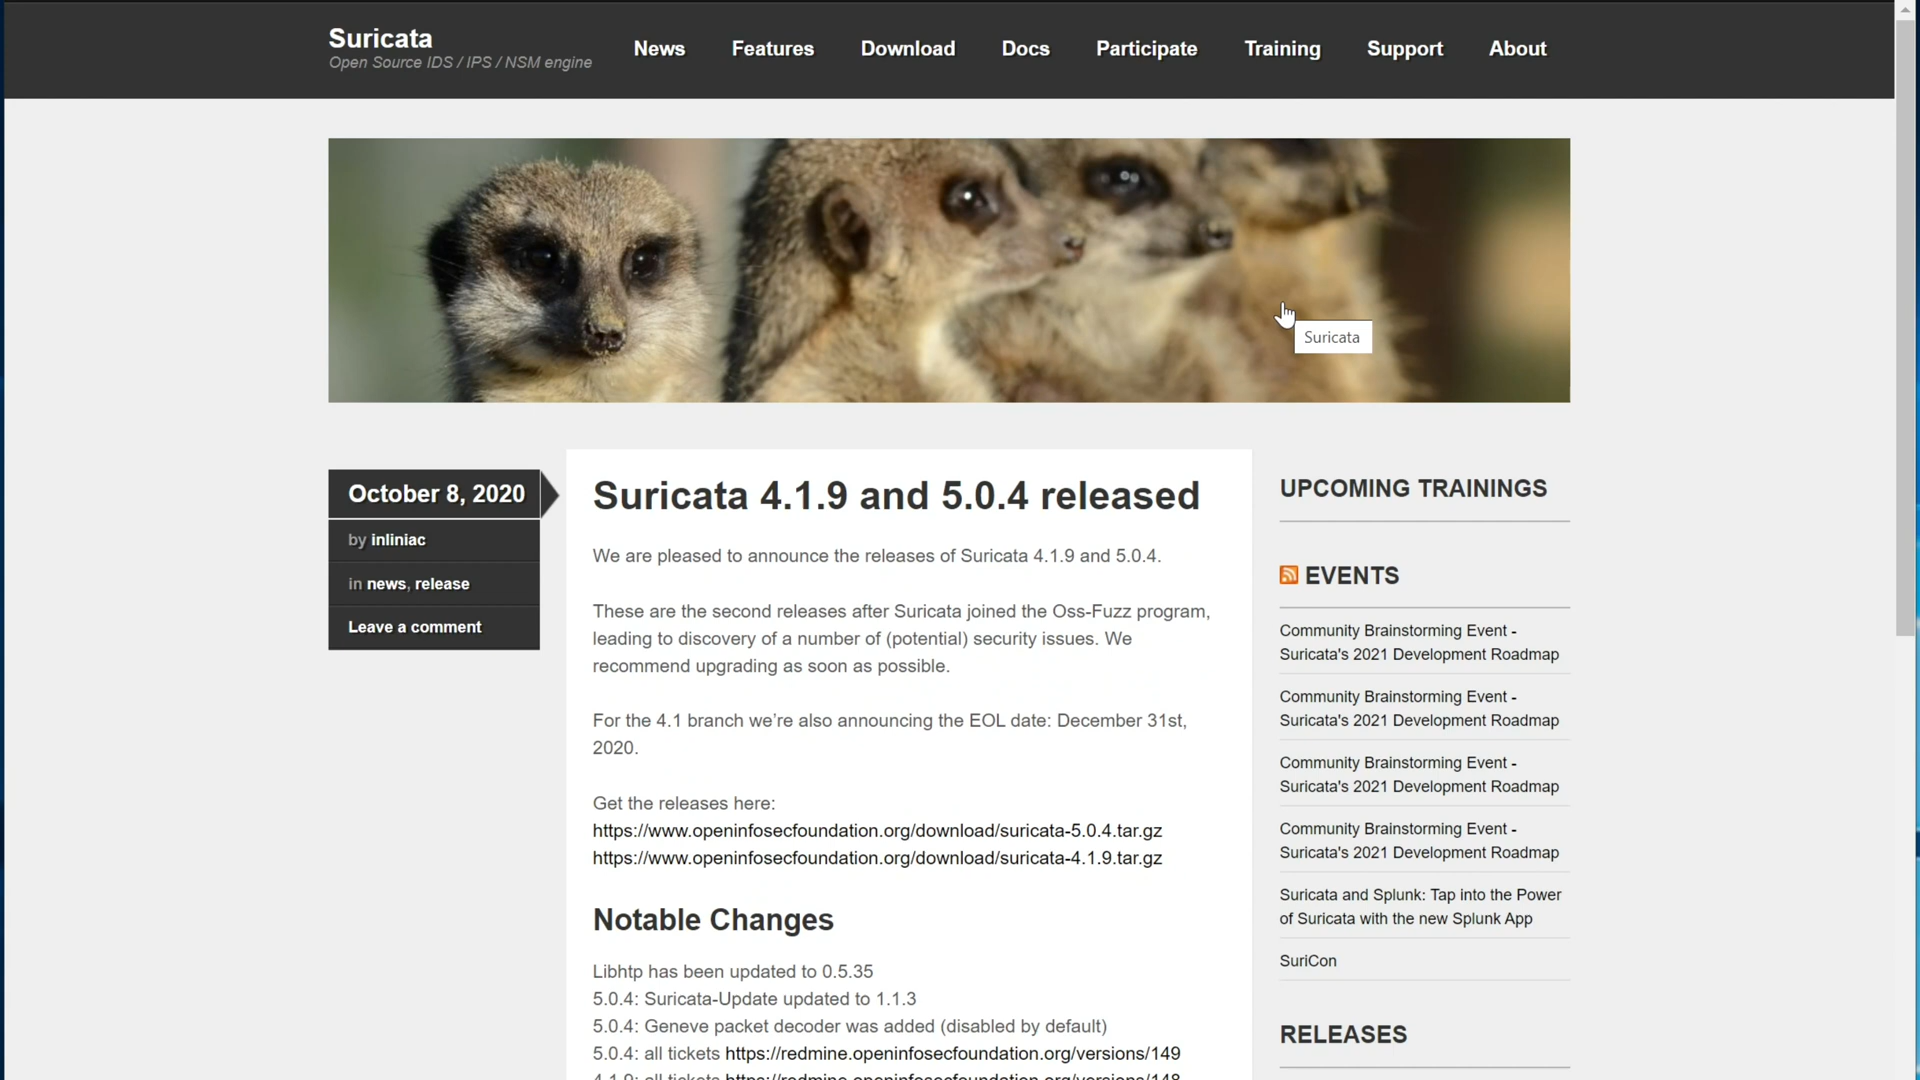 Suricata
Open Source IDS / IPS / NSM engine
News
Features
Download
Docs
Participate
Training
Support
About
Suricata
October 8, 2020
by inliniac
in news, release
Leave a comment
Suricata 4.1.9 and 5.0.4 released
We are pleased to announce the releases of Suricata 4.1.9 and 5.0.4.
These are the second releases after Suricata joined the Oss-Fuzz program,
leading to discovery of a number of (potential) security issues. We
recommend upgrading as soon as possible.
For the 4.1 branch we’re also announcing the EOL date: December 31st,
2020.
Get the releases here:
https://www.openinfosecfoundation.org/download/suricata-5.0.4.tar.gz
https://www.openinfosecfoundation.org/download/suricata-4.1.9.tar.gz
Notable Changes
Libhtp has been updated to 0.5.35
5.0.4: Suricata-Update updated to 1.1.3
5.0.4: Geneve packet decoder was added (disabled by default)
5.0.4: all tickets https://redmine.openinfosecfoundation.org/versions/149
4.1.9: all tickets https://redmine.openinfosecfoundation.org/versions/148
UPCOMING TRAININGS
EVENTS
Community Brainstorming Event -
Suricata's 2021 Development Roadmap
Community Brainstorming Event -
Suricata's 2021 Development Roadmap
Community Brainstorming Event -
Suricata's 2021 Development Roadmap
Community Brainstorming Event -
Suricata's 2021 Development Roadmap
Suricata and Splunk: Tap into the Power
of Suricata with the new Splunk App
SuriCon
RELEASES